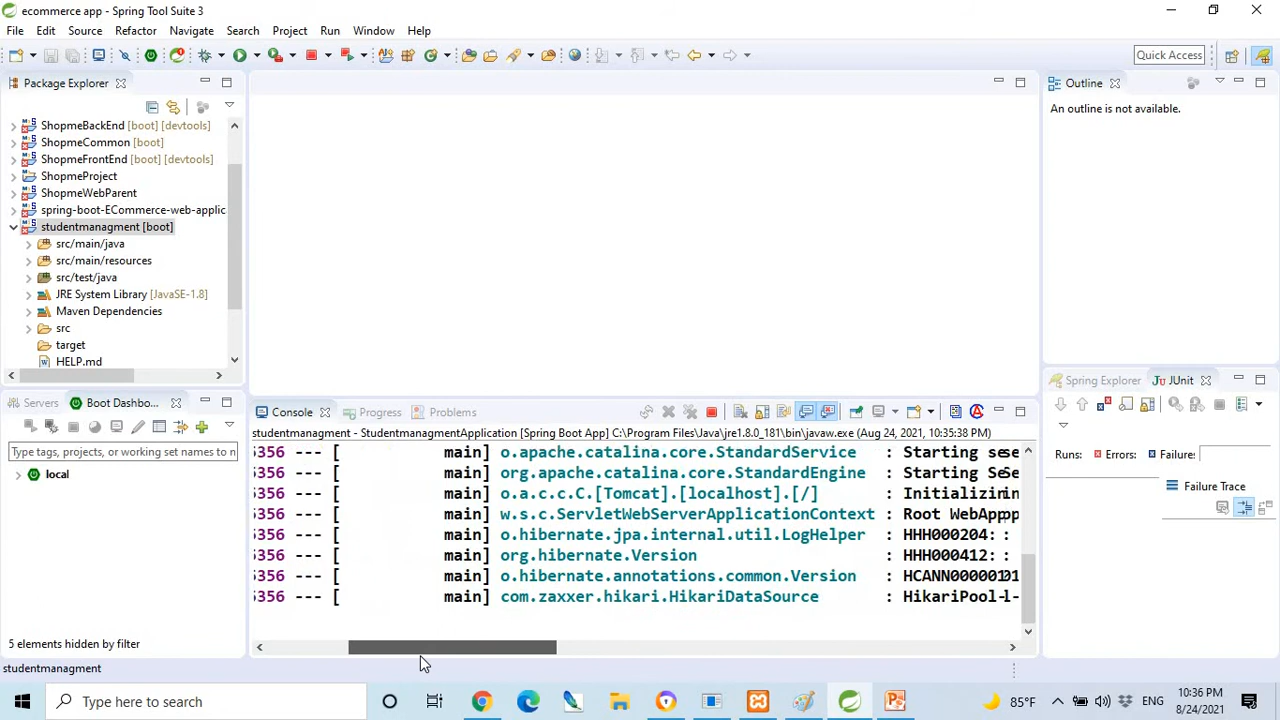 ecommerce app - Spring Tool Suite 3
File Edit Source Refactor Navigate Search Project Run Window Help
Quick Access
Package Explorer
ShopmeBackEnd [boot] [devtools]
ShopmeCommon [boot]
ShopmeFrontEnd [boot] [devtools]
ShopmeProject
ShopmeWebParent
spring-boot-ECommerce-web-applic
studentmanagment [boot]
src/main/java
src/main/resources
src/test/java
JRE System Library [JavaSE-1.8]
Maven Dependencies
src
target
HELP.md
Outline
An outline is not available.
Servers Boot Dashbo...
Type tags, projects, or working set names to n
local
5 elements hidden by filter
Console Progress Problems
studentmanagment - StudentmanagmentApplication [Spring Boot App] C:\Program Files\Java\jre1.8.0_181\bin\javaw.exe (Aug 24, 2021, 10:35:38 PM)
5356 --- [ main] o.apache.catalina.core.StandardService : Starting se
5356 --- [ main] org.apache.catalina.core.StandardEngine : Starting Se
5356 --- [ main] o.a.c.c.C.[Tomcat].[localhost].[/] : Initializin
5356 --- [ main] w.s.c.ServletWebServerApplicationContext : Root WebApp
5356 --- [ main] o.hibernate.jpa.internal.util.LogHelper : HHH000204:
5356 --- [ main] org.hibernate.Version : HHH000412:
5356 --- [ main] o.hibernate.annotations.common.Version : HCANN000001
5356 --- [ main] com.zaxxer.hikari.HikariDataSource : HikariPool-1
Spring Explorer JUnit
Runs: Errors: Failure:
Failure Trace
studentmanagment
Type here to search
85°F
ENG
10:36 PM
8/24/2021